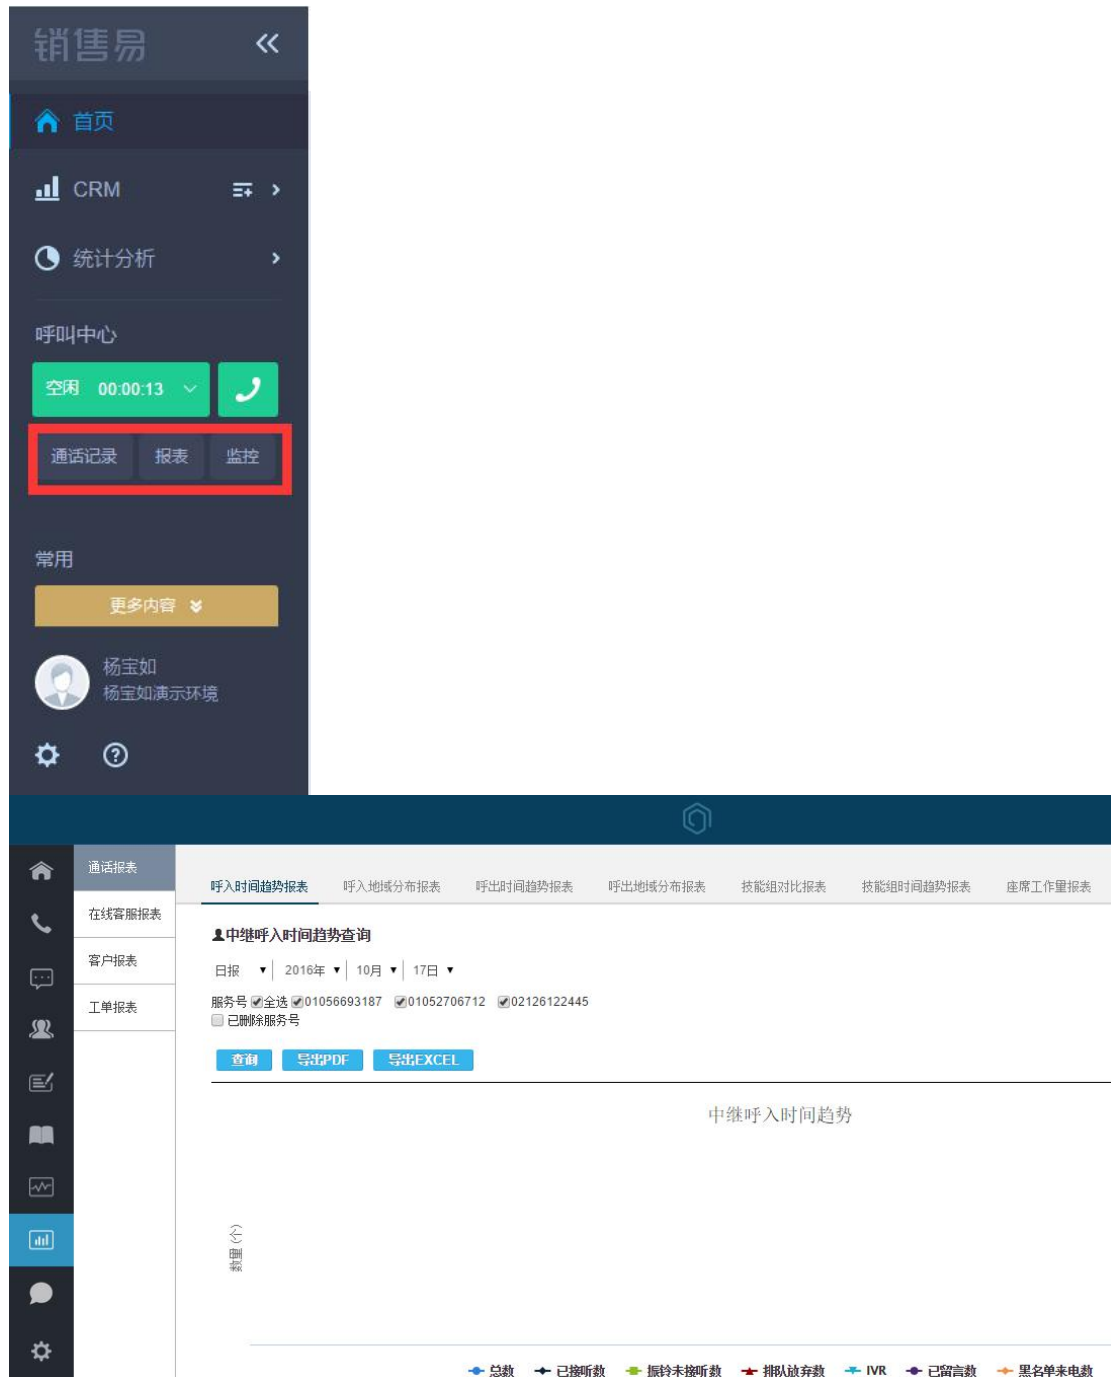 销售易
首页
CRM
统计分析
呼叫中心
空闲 00:00:13
通话记录 报表 监控
常用
更多内容
杨宝如
杨宝如演示环境
通话报表
在线客服报表
客户报表
工单报表
呼入时间趋势报表 呼入地域分布报表 呼出时间趋势报表 呼出地域分布报表 技能组对比报表 技能组时间趋势报表 座席工作量报表
中继呼入时间趋势查询
日报 2016年 10月 17日
服务号 全选 01056693187 01052706712 02126122445
已删除服务号
查询 导出PDF 导出EXCEL
中继呼入时间趋势
数量 (个)
总数 已接听数 振铃未接听数 排队放弃数 IVR 已留言数 黑名单来电数